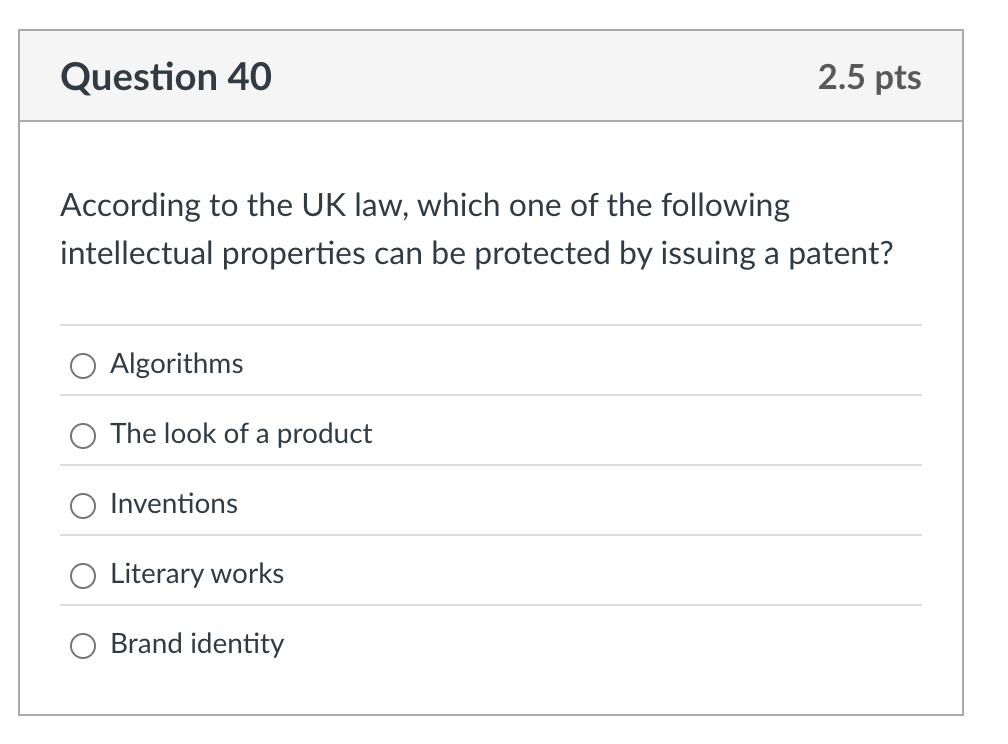 Question 40
2.5 pts
According to the UK law, which one of the following
intellectual properties can be protected by issuing a patent?
Algorithms
The look of a product
Inventions
Literary works
Brand identity